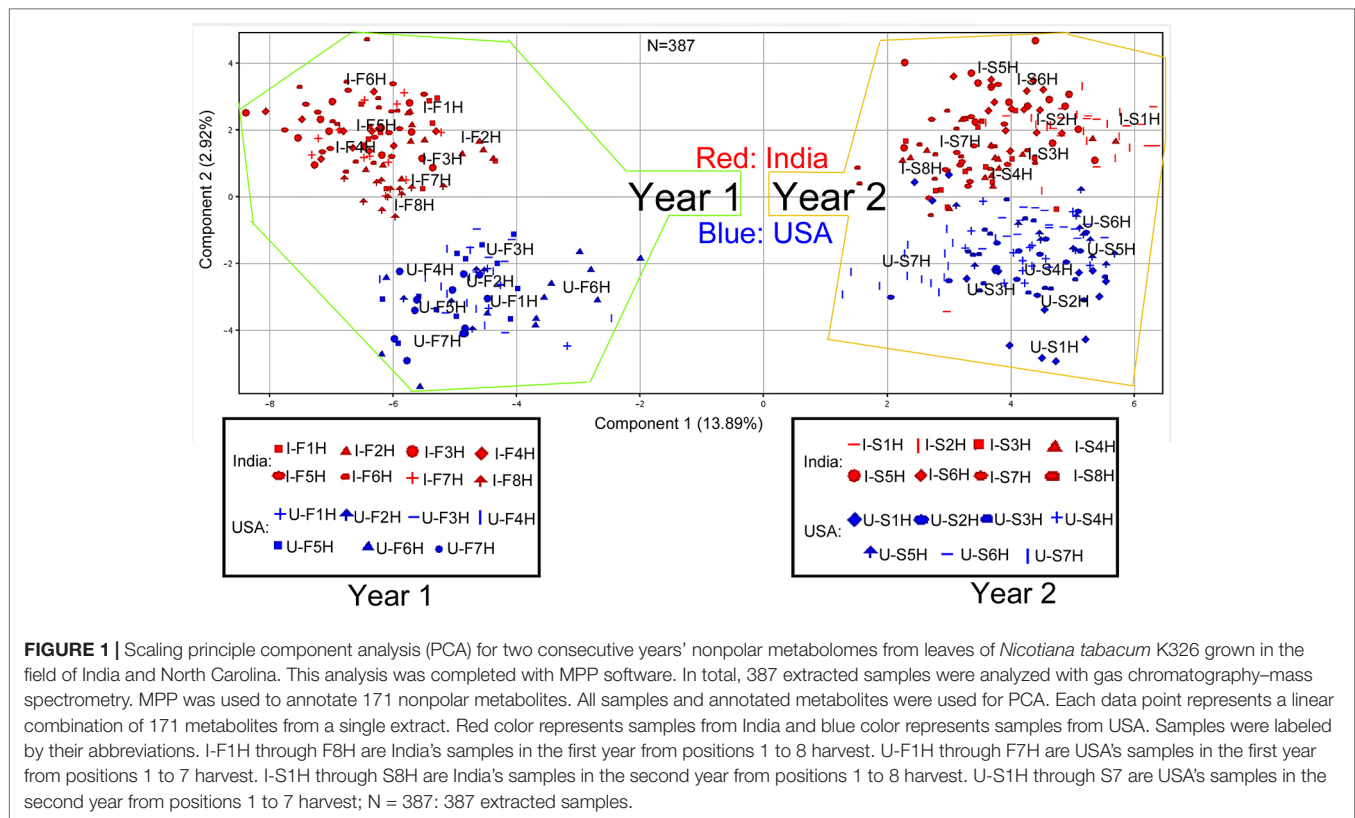 N=387
4
2
0
-2
-4
Component 2 (2.92%)
I-F6H
I-F1H
I-F5H
I-F2H
I-F4H
I-F3H
I-F7H
I-F8H
U-F3H
U-F4H
U-F2H
U-F6H
U-F1H
U-F5H
U-F7H
Red: India
Year 1
Year 2
Blue: USA
I-S5H
I-S6H
I-S2H
I-S1H
I-S7H
I-S3H
I-S8H
I-S4H
U-S6H
U-S7H
U-S5H
U-S4H
U-S3H
U-S2H
U-S1H
-8 -6 -4 -2 0 2 4 6
Component 1 (13.89%)
India: I-F1H I-F2H I-F3H I-F4H
I-F5H I-F6H I-F7H I-F8H
USA: U-F1H U-F2H U-F3H U-F4H
U-F5H U-F6H U-F7H
Year 1
India: I-S1H I-S2H I-S3H I-S4H
I-S5H I-S6H I-S7H I-S8H
USA: U-S1H U-S2H U-S3H U-S4H
U-S5H U-S6H U-S7H
Year 2
FIGURE 1 | Scaling principle component analysis (PCA) for two consecutive years' nonpolar metabolomes from leaves of Nicotiana tabacum K326 grown in the
field of India and North Carolina. This analysis was completed with MPP software. In total, 387 extracted samples were analyzed with gas chromatography–mass
spectrometry. MPP was used to annotate 171 nonpolar metabolites. All samples and annotated metabolites were used for PCA. Each data point represents a linear
combination of 171 metabolites from a single extract. Red color represents samples from India and blue color represents samples from USA. Samples were labeled
by their abbreviations. I-F1H through F8H are India's samples in the first year from positions 1 to 8 harvest. U-F1H through F7H are USA's samples in the first year
from positions 1 to 7 harvest. I-S1H through S8H are India's samples in the second year from positions 1 to 8 harvest. U-S1H through S7 are USA's samples in the
second year from positions 1 to 7 harvest; N = 387: 387 extracted samples.